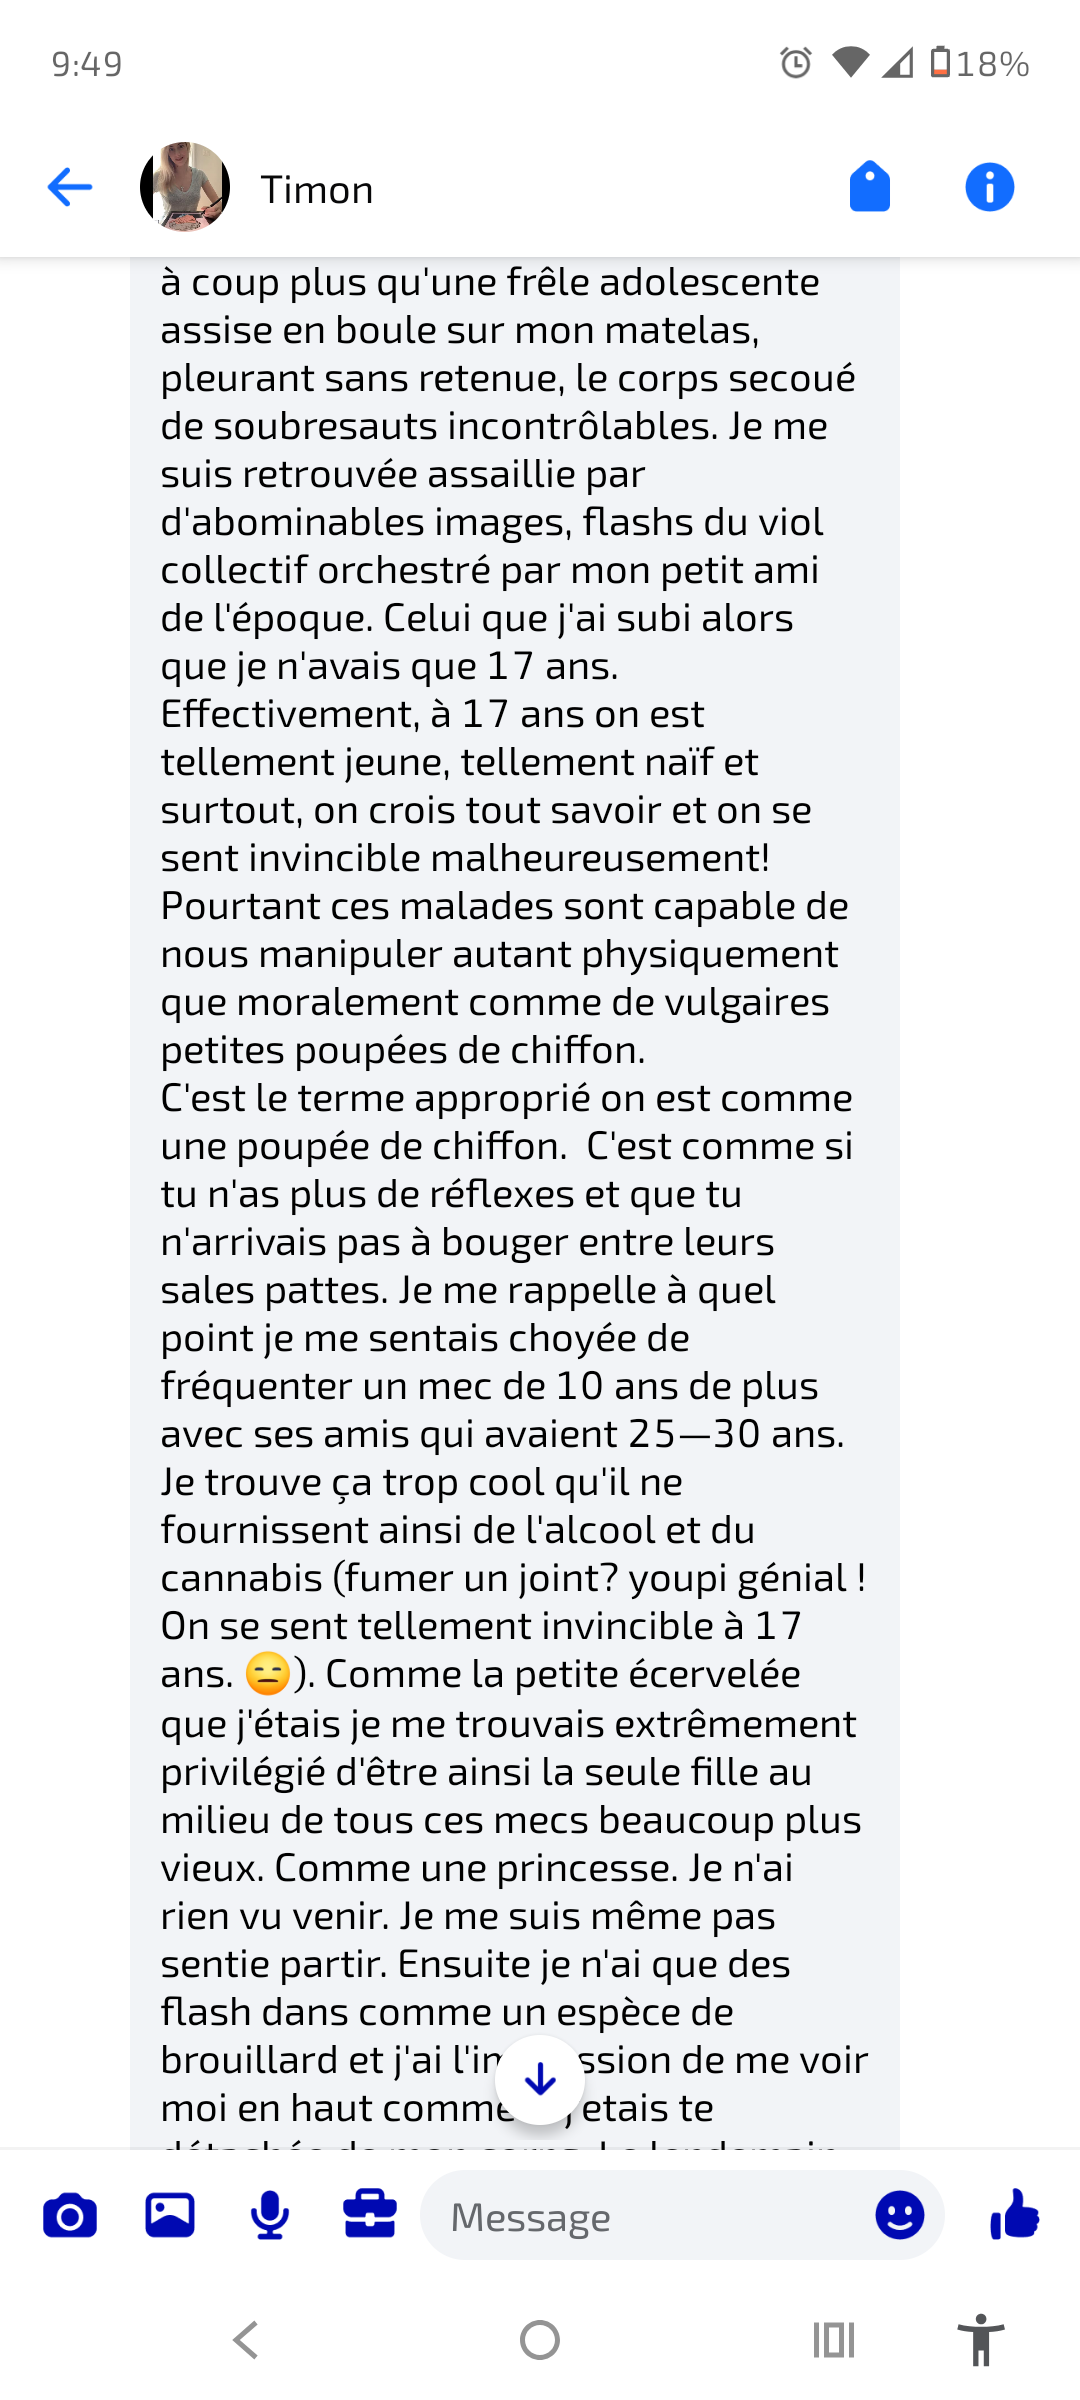 9:49
18%
Timon
à coup plus qu'une frêle adolescente
assise en boule sur mon matelas,
pleurant sans retenue, le corps secoué
de soubresauts incontrôlables. Je me
suis retrouvée assaillie par
d'abominables images, flashs du viol
collectif orchestré par mon petit ami
de l'époque. Celui que j'ai subi alors
que je n'avais que 17 ans.
Effectivement, à 17 ans on est
tellement jeune, tellement naïf et
surtout, on crois tout savoir et on se
sent invincible malheureusement!
Pourtant ces malades sont capable de
nous manipuler autant physiquement
que moralement comme de vulgaires
petites poupées de chiffon.
C'est le terme approprié on est comme
une poupée de chiffon.  C'est comme si
tu n'as plus de réflexes et que tu
n'arrivais pas à bouger entre leurs
sales pattes. Je me rappelle à quel
point je me sentais choyée de
fréquenter un mec de 10 ans de plus
avec ses amis qui avaient 25—30 ans.
Je trouve ça trop cool qu'il ne
fournissent ainsi de l'alcool et du
cannabis (fumer un joint? youpi génial !
On se sent tellement invincible à 17
ans. 😑). Comme la petite écervelée
que j'étais je me trouvais extrêmement
privilégié d'être ainsi la seule fille au
milieu de tous ces mecs beaucoup plus
vieux. Comme une princesse. Je n'ai
rien vu venir. Je me suis même pas
sentie partir. Ensuite je n'ai que des
flash dans comme un espèce de
brouillard et j'ai de me voir
moi en haut comme etais te
détachée de mon corps. Le lendemain
Message